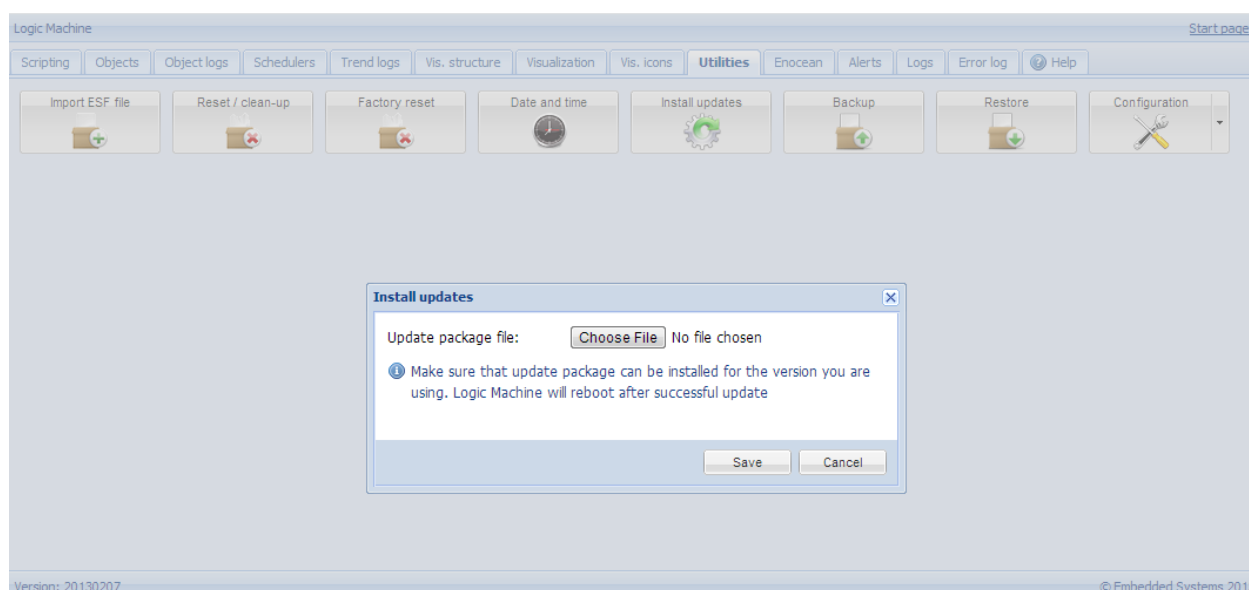 Logic Machine Start page
Scripting Objects Object logs Schedulers Trend logs Vis. structure Visualization Vis. icons Utilities Enocean Alerts Logs Error log Help
Import ESF file Reset / clean-up Factory reset Date and time Install updates Backup Restore Configuration
Install updates
Update package file: Choose File No file chosen
Make sure that update package can be installed for the version you are
using. Logic Machine will reboot after successful update
Save Cancel
Version: 20130207 © Embedded Systems 201